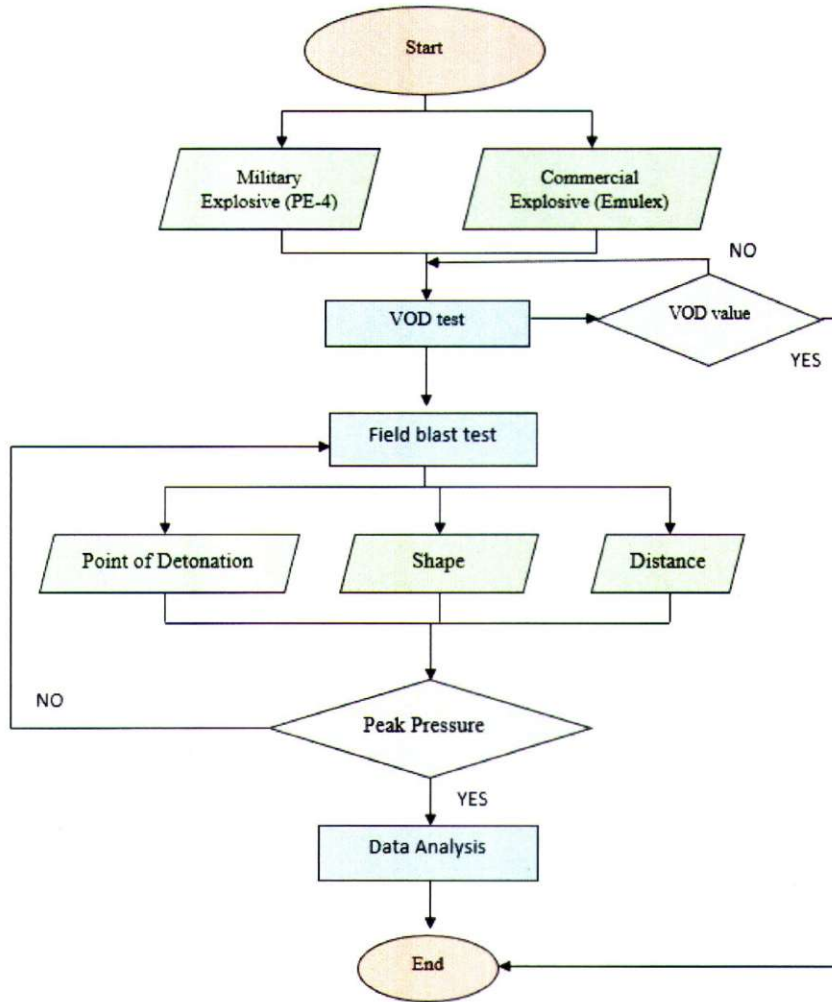 Start
Military
Explosive (PE-4)
Commercial
Explosive (Emulex)
NO
VOD test
VOD value
YES
Field blast test
Point of Detonation
Shape
Distance
NO
Peak Pressure
YES
Data Analysis
End